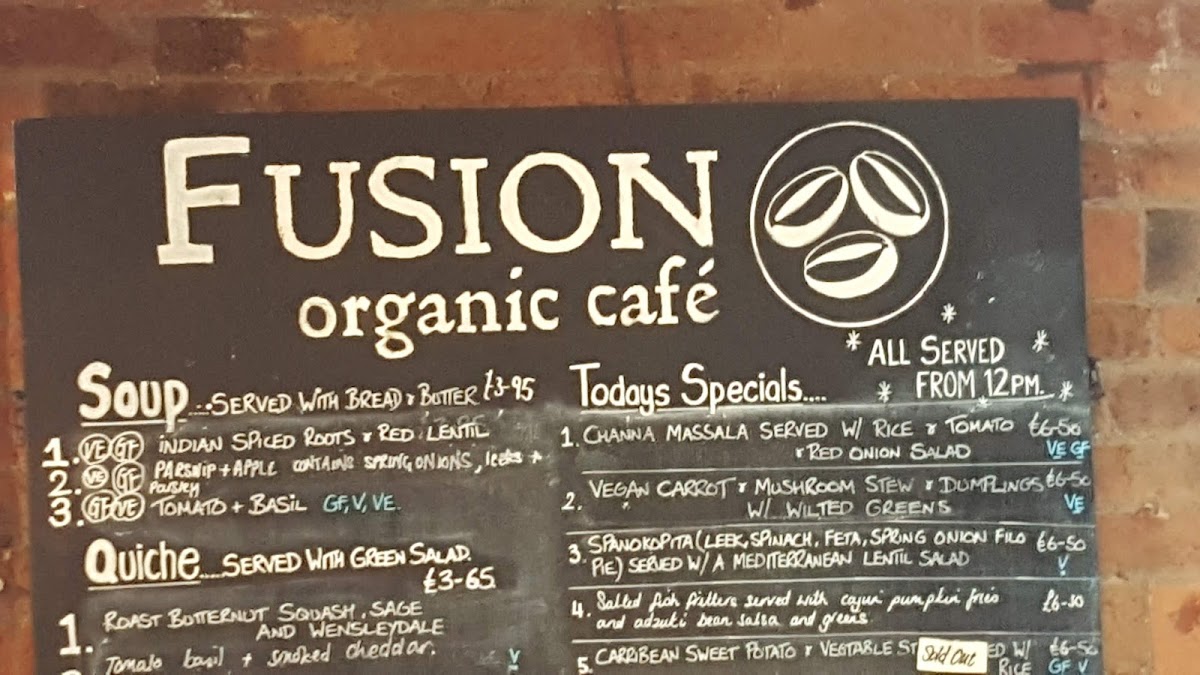 FUSION
organic café
* ALL SERVED *
* FROM 12PM. *
*
Soup ....SERVED WITH BREAD & BUTTER £3-95
1. VE GF INDIAN SPICED ROOTS & RED LENTIL
2. VE GF PARSNIP + APPLE CONTAINS SPRING ONIONS, leeks +
Parsley
3. GF VE TOMATO + BASIL GF, V, VE.
Quiche.....SERVED WITH GREEN SALAD.
£3-65
1. ROAST BUTTERNUT SQUASH, SAGE
AND WENSLEYDALE
Tomato basil + smoked cheddar. V
Todays Specials....
1. CHANNA MASSALA SERVED W/ RICE & TOMATO £6-50
& RED ONION SALAD VE GF
2. VEGAN CARROT & MUSHROOM STEW & DUMPLINGS £6-50
W/ WILTED GREENS VE
3. SPANOKOPITA (LEEK, SPINACH, FETA, SPRING ONION FILO £6-50
PIE) SERVED W/ A MEDITERRANEAN LENTIL SALAD V
4. Salted fish fritters served with cajun pumpkin fries £6-50
and adzuki bean salsa and greens
5. CARRIBEAN SWEET POTATO & VEGTABLE ST Sold Out ED W/ £6-50
RICE GF V